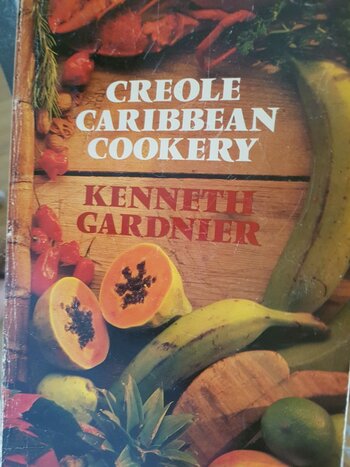 CREOLE
CARIBBEAN
COOKERY
KENNETH
GARDNIER